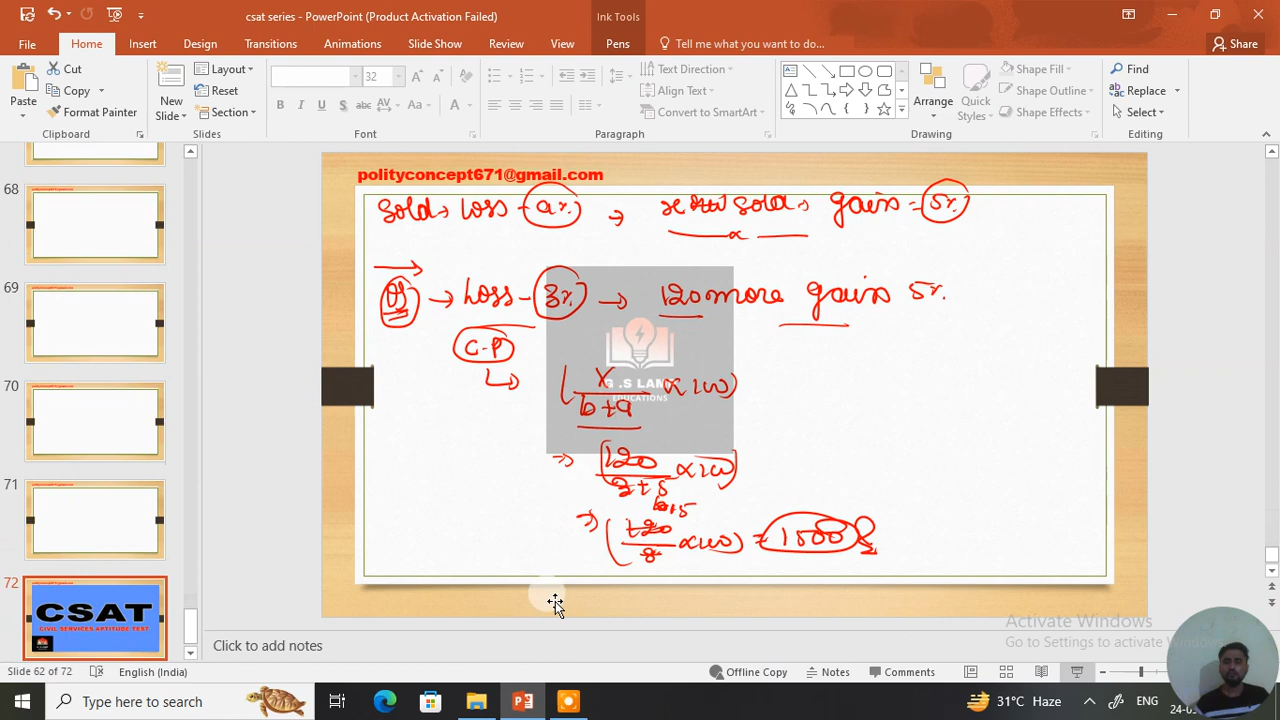 csat series - PowerPoint (Product Activation Failed)
Ink Tools
File
Home
Insert
Design
Transitions
Animations
Slide Show
Review
View
Pens
Tell me what you want to do...
Share
Paste
Cut
Copy
Format Painter
Clipboard
New Slide
Layout
Reset
Section
Slides
32
B I U S abc AV Aa A
Font
Text Direction
Align Text
Convert to SmartArt
Paragraph
Arrange
Quick Styles
Shape Fill
Shape Outline
Shape Effects
Drawing
Find
Replace
Select
Editing
68
69
70
71
72
CSAT
CIVIL SERVICES APTITUDE TEST
polityconcept671@gmail.com
Sold, loss - a% → sold, gain = 5%
→ Loss - 3% → 120 more gain 5%
C.P
G .S LAM
EDUCATIONS
(x / b+a × 100)
⇒ (120 / 3+5 × 100)
⇒ (120 / 8 × 100) = 1500
Click to add notes
Activate Windows
Go to Settings to activate Windows
Slide 62 of 72
English (India)
Offline Copy
Notes
Comments
Type here to search
31°C Haze
ENG